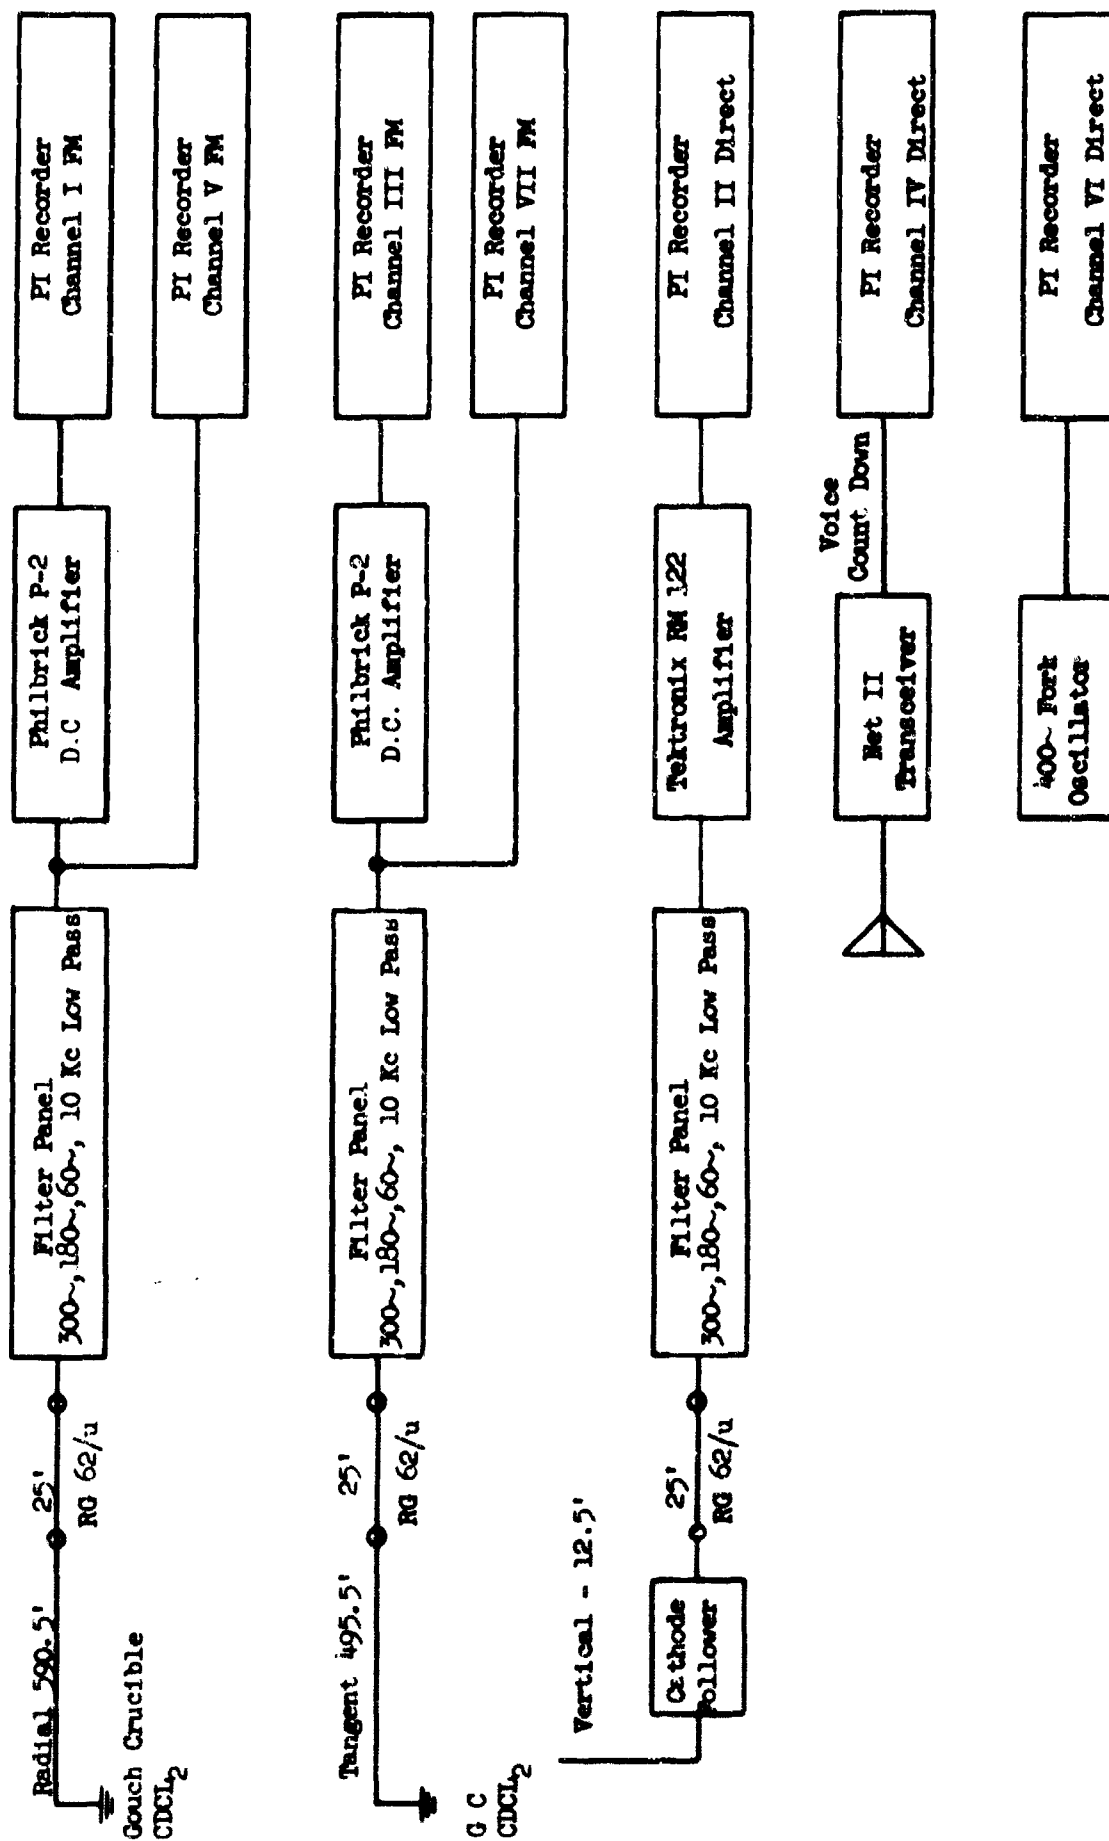 Radial 590.5'
Gouch Crucible
CDCL2
25'
RG 62/u
Filter Panel
300~,180~,60~, 10 Kc Low Pass
Philbrick P-2
D.C Amplifier
PI Recorder
Channel I FM
PI Recorder
Channel V FM
Tangent 495.5'
G C
CDCL2
25'
RG 62/u
Filter Panel
300~,180~,60~, 10 Kc Low Pass
Philbrick P-2
D.C. Amplifier
PI Recorder
Channel III FM
PI Recorder
Channel VII FM
Vertical - 12.5'
Cathode
Follower
25'
RG 62/u
Filter Panel
300~,180~,60~, 10 Kc Low Pass
Tektronix RM 122
Amplifier
PI Recorder
Channel II Direct
Net II
Transceiver
Voice
Count Down
PI Recorder
Channel IV Direct
400~ Fork
Oscillator
PI Recorder
Channel VI Direct